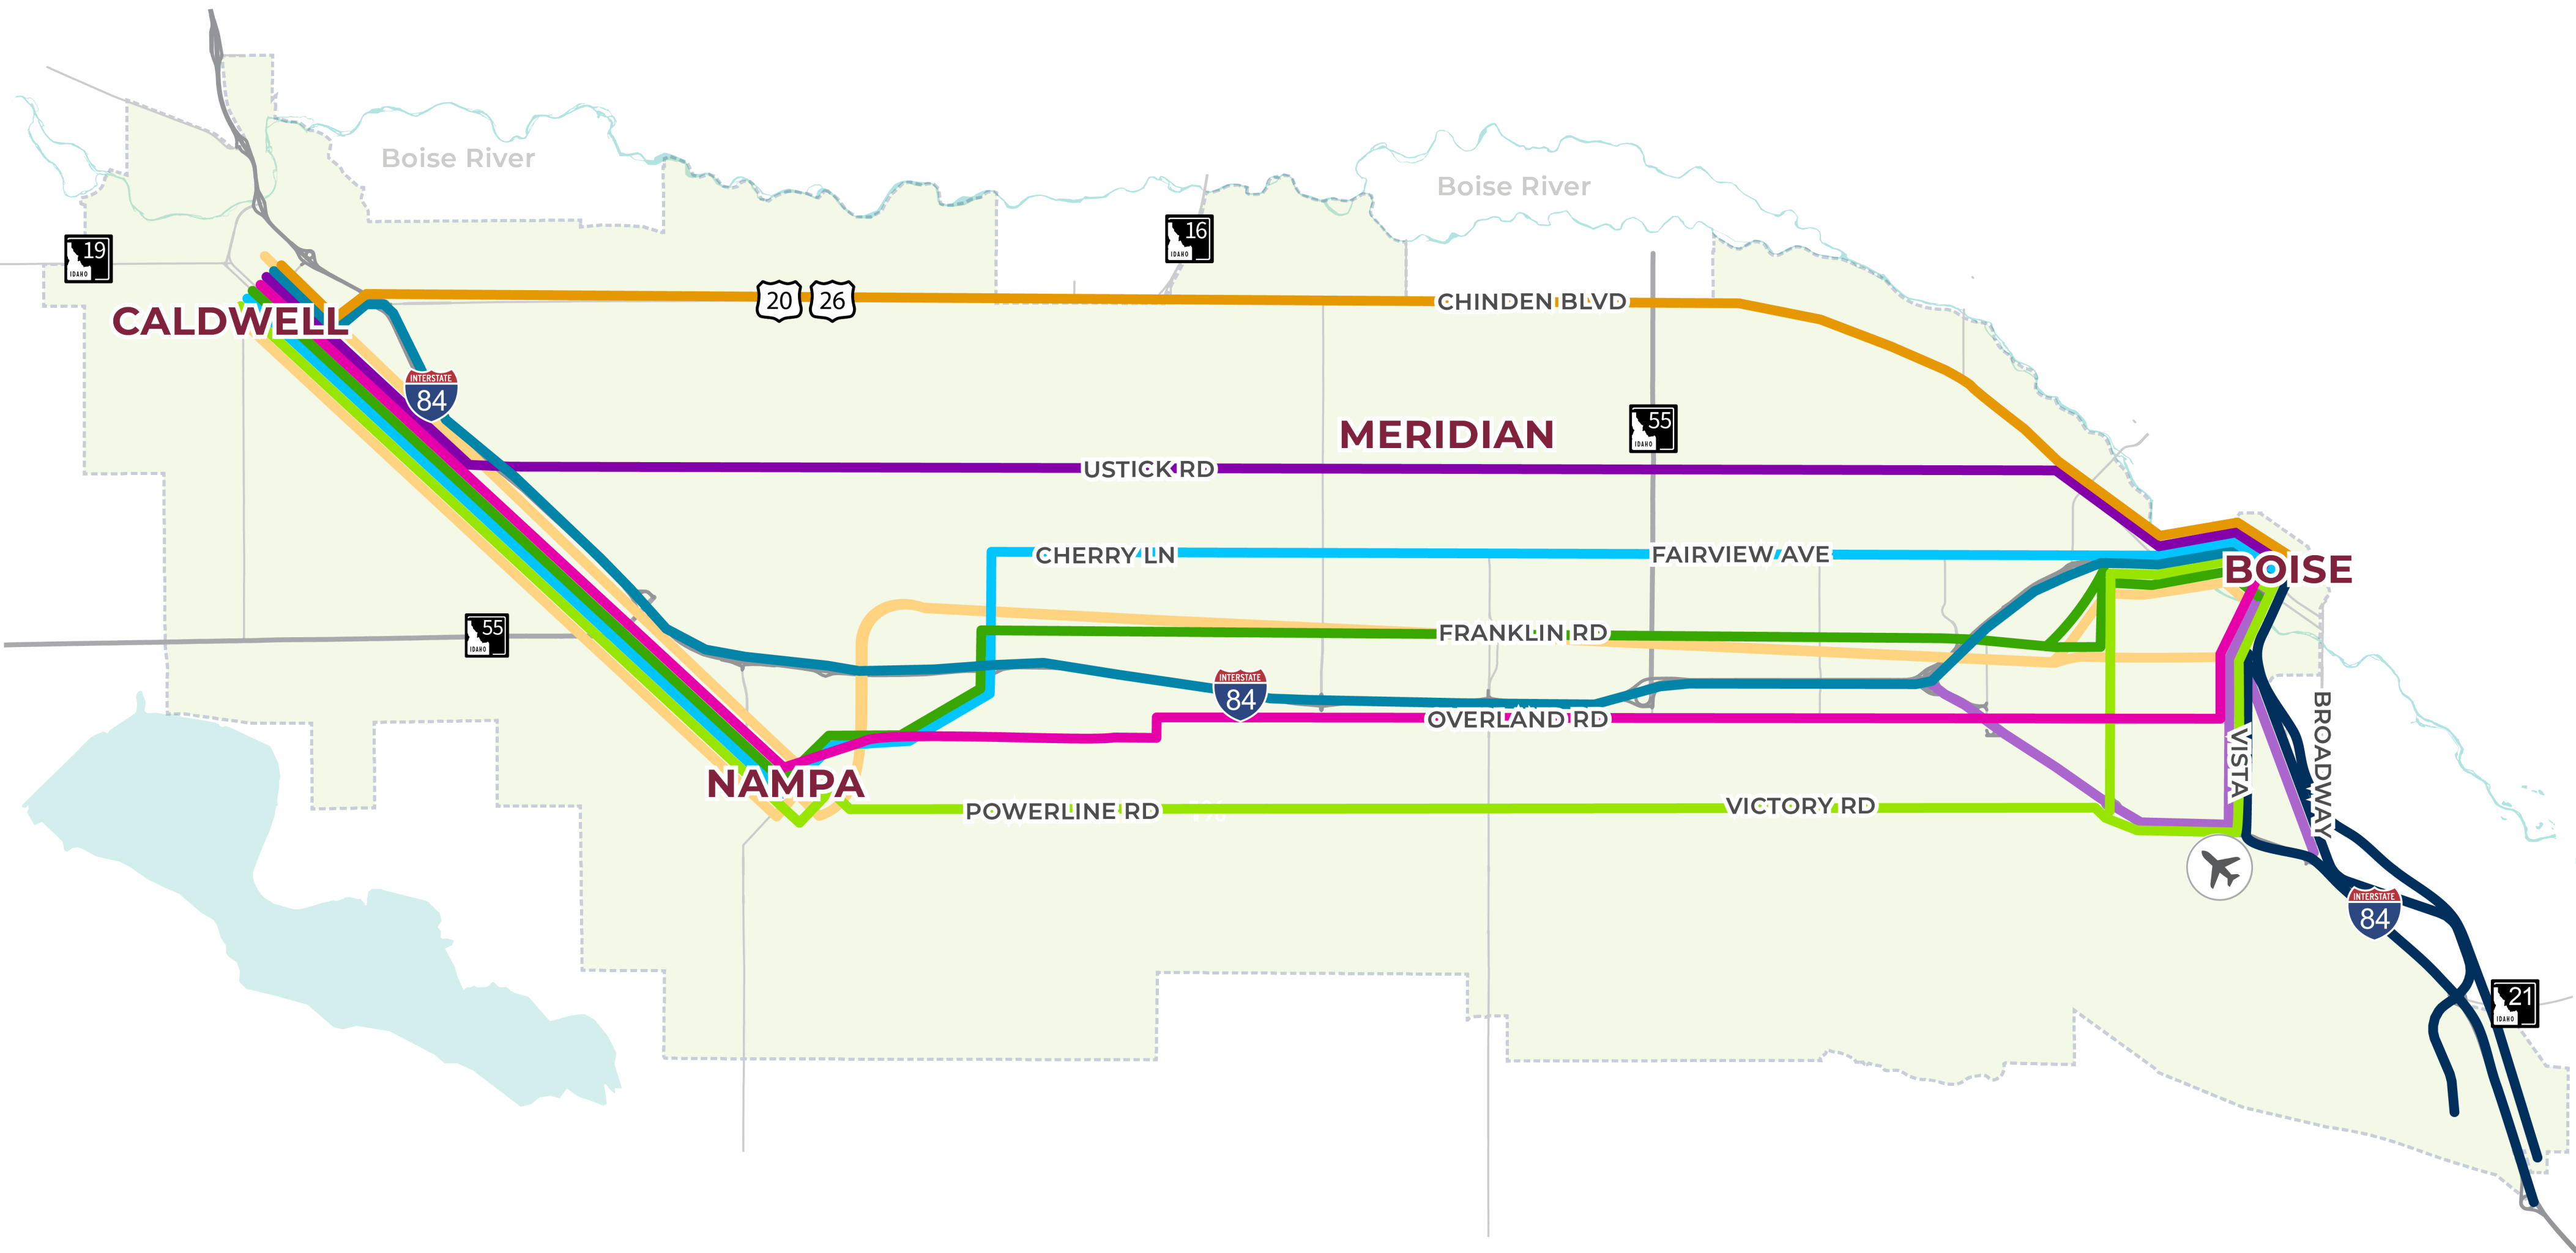 Boise River
Boise River
19
IDAHO
16
IDAHO
20
26
CHINDEN BLVD
CALDWELL
INTERSTATE
84
MERIDIAN
55
IDAHO
USTICK RD
CHERRY LN
FAIRVIEW AVE
BOISE
55
IDAHO
FRANKLIN RD
INTERSTATE
84
OVERLAND RD
VISTA
BROADWAY
NAMPA
POWERLINE RD
VICTORY RD
INTERSTATE
84
21
IDAHO